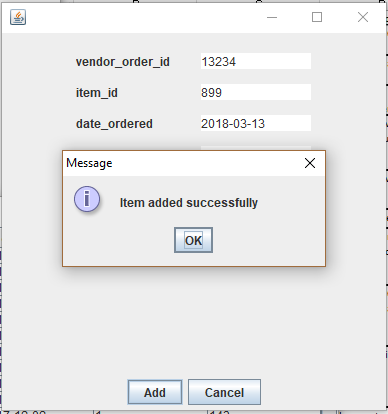 vendor_order_id 13234
item_id 899
date_ordered 2018-03-13
Message
Item added successfully
OK
Add Cancel